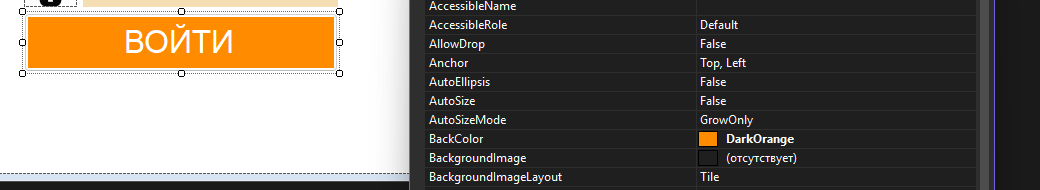 ВОЙТИ
AccessibleName
AccessibleRole Default
AllowDrop False
Anchor Top, Left
AutoEllipsis False
AutoSize False
AutoSizeMode GrowOnly
BackColor DarkOrange
BackgroundImage (отсутствует)
BackgroundImageLayout Tile